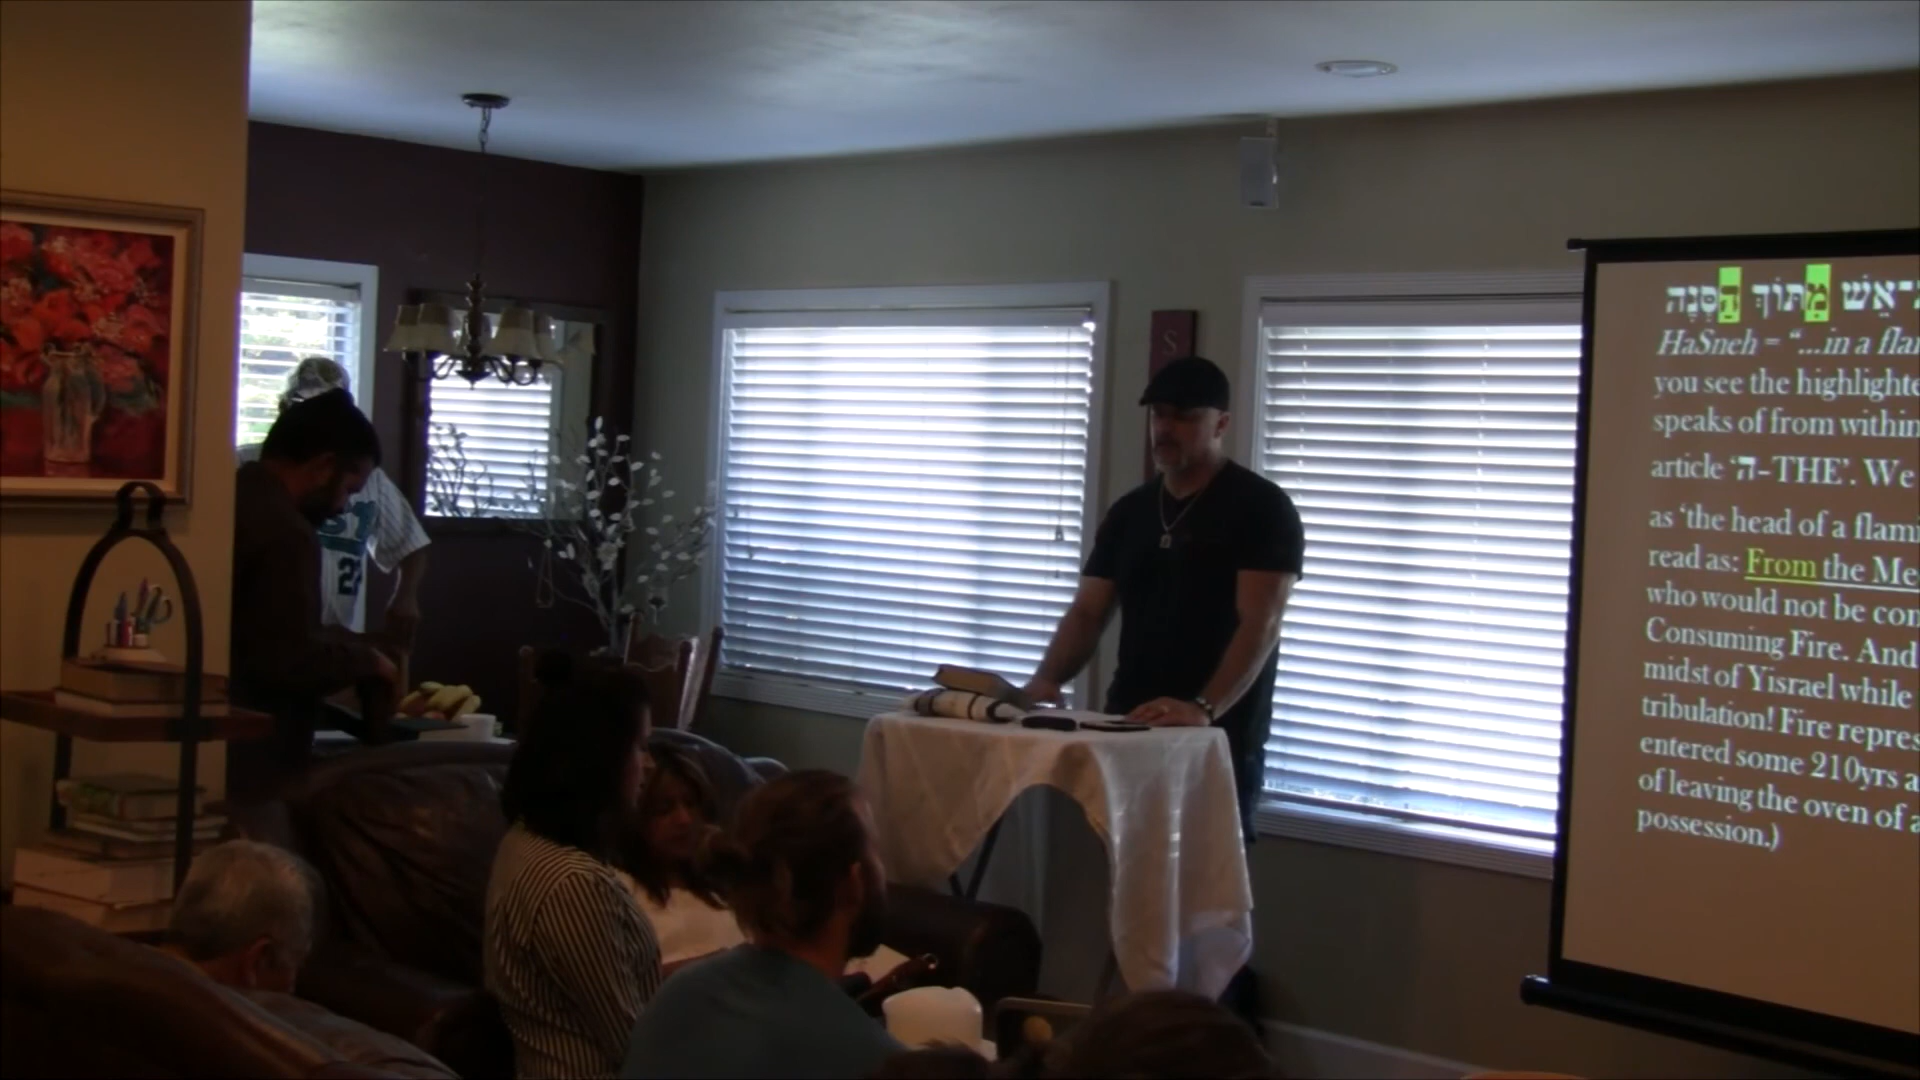 ־אֵשׁ מִתּוֹךְ הַסְּנֶה
HaSneh = “...in a fla
you see the highlighte
speaks of from within
article ‘ה-THE’. We
as ‘the head of a flami
read as: From the Me
who would not be con
Consuming Fire. And
midst of Yisrael while
tribulation! Fire repres
entered some 210yrs a
of leaving the oven of a
possession.)
S